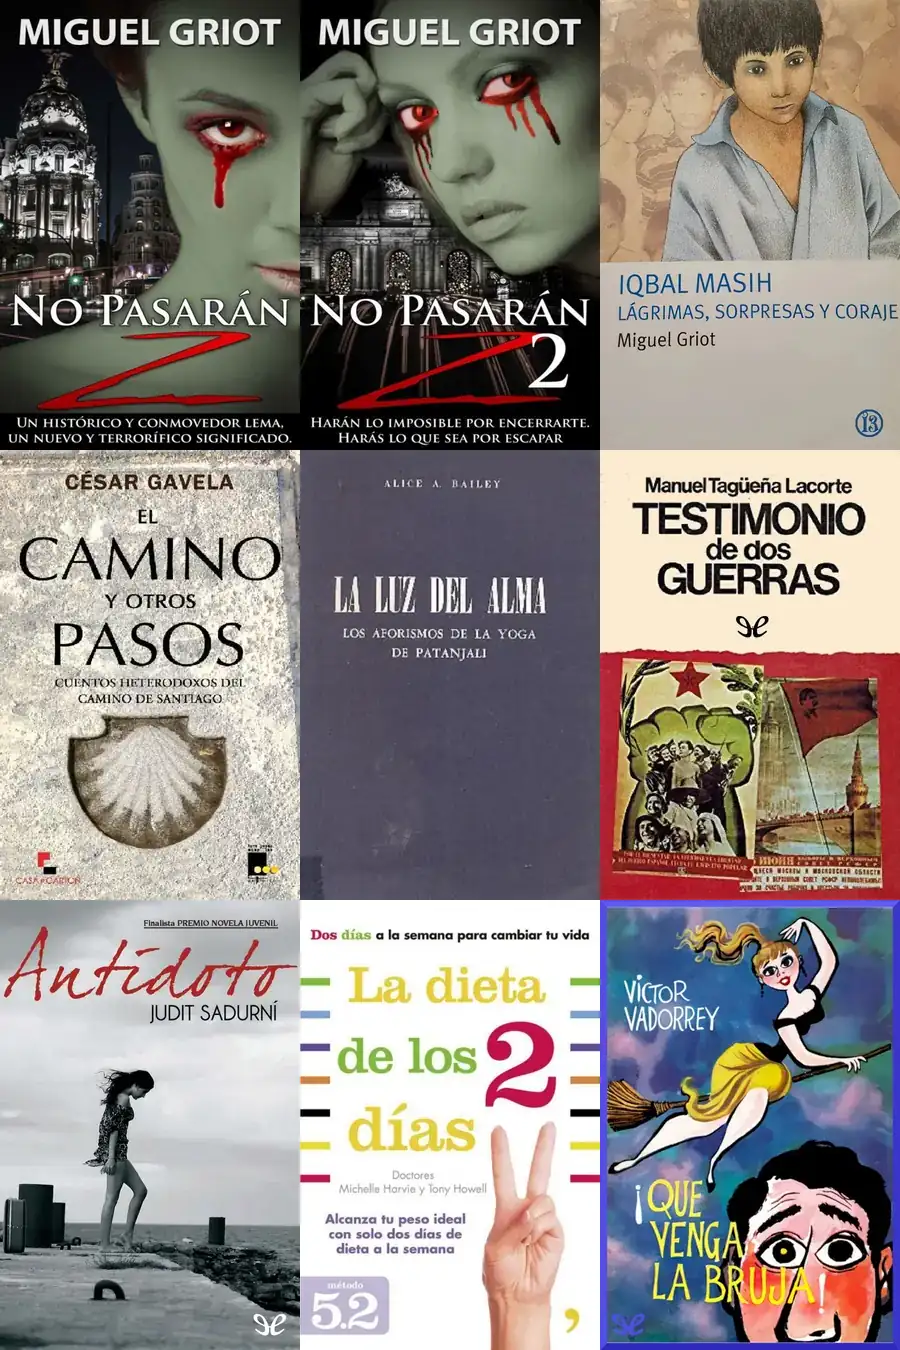 MIGUEL GRIOT
NO PASARÁN
Z
UN HISTÓRICO Y CONMOVEDOR LEMA,
UN NUEVO Y TERRORÍFICO SIGNIFICADO.
MIGUEL GRIOT
NO PASARÁN
Z 2
HARÁN LO IMPOSIBLE POR ENCERRARTE.
HARÁS LO QUE SEA POR ESCAPAR
IQBAL MASIH
LÁGRIMAS, SORPRESAS Y CORAJE
Miguel Griot
13
CÉSAR GAVELA
EL
CAMINO
Y OTROS
PASOS
CUENTOS HETERODOXOS DEL
CAMINO DE SANTIAGO
ALICE A. BAILEY
LA LUZ DEL ALMA
LOS AFORISMOS DE LA YOGA
DE PATANJALI
Manuel Tagüeña Lacorte
TESTIMONIO
de dos
GUERRAS
Finalista PREMIO NOVELA JUVENIL
Antídoto
JUDIT SADURNÍ
Dos días a la semana para cambiar tu vida
La dieta
de los 2
días
Doctores
Michelle Harvie y Tony Howell
Alcanza tu peso ideal
con solo dos días de
dieta a la semana
método
5.2
VICTOR
VADORREY
¡QUE
VENGA
LA BRUJA!